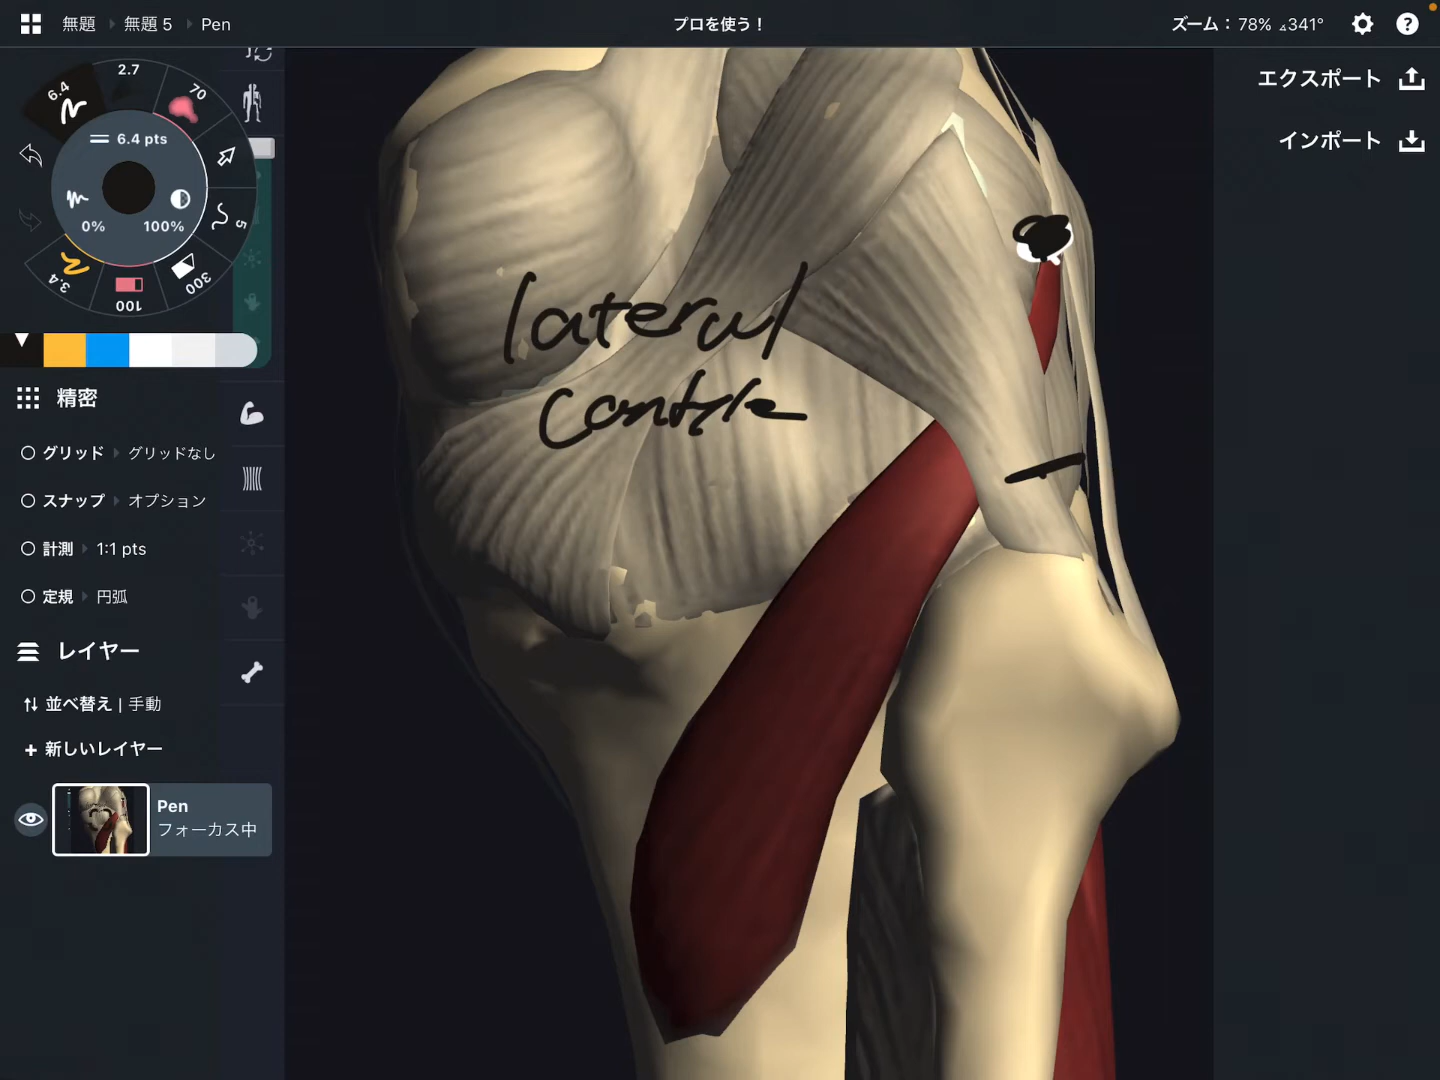 無題 無題 5 Pen
プロを使う！
ズーム： 78% ⊿341°
エクスポート
インポート
2.7
6.4
70
6.4 pts
0%
100%
5
3.4
100
300
精密
グリッド グリッドなし
スナップ オプション
計測 1:1 pts
定規 円弧
レイヤー
並べ替え | 手動
+ 新しいレイヤー
Pen
フォーカス中
lateral